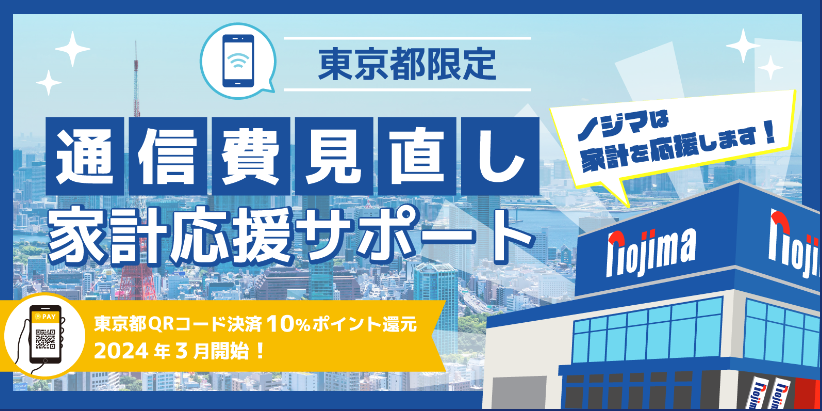 東京都限定
通信費見直し
家計応援サポート
ノジマは
家計を応援します！
nojima
noji
PAY
東京都QRコード決済10%ポイント還元
2024年3月開始！
nojima
nojima